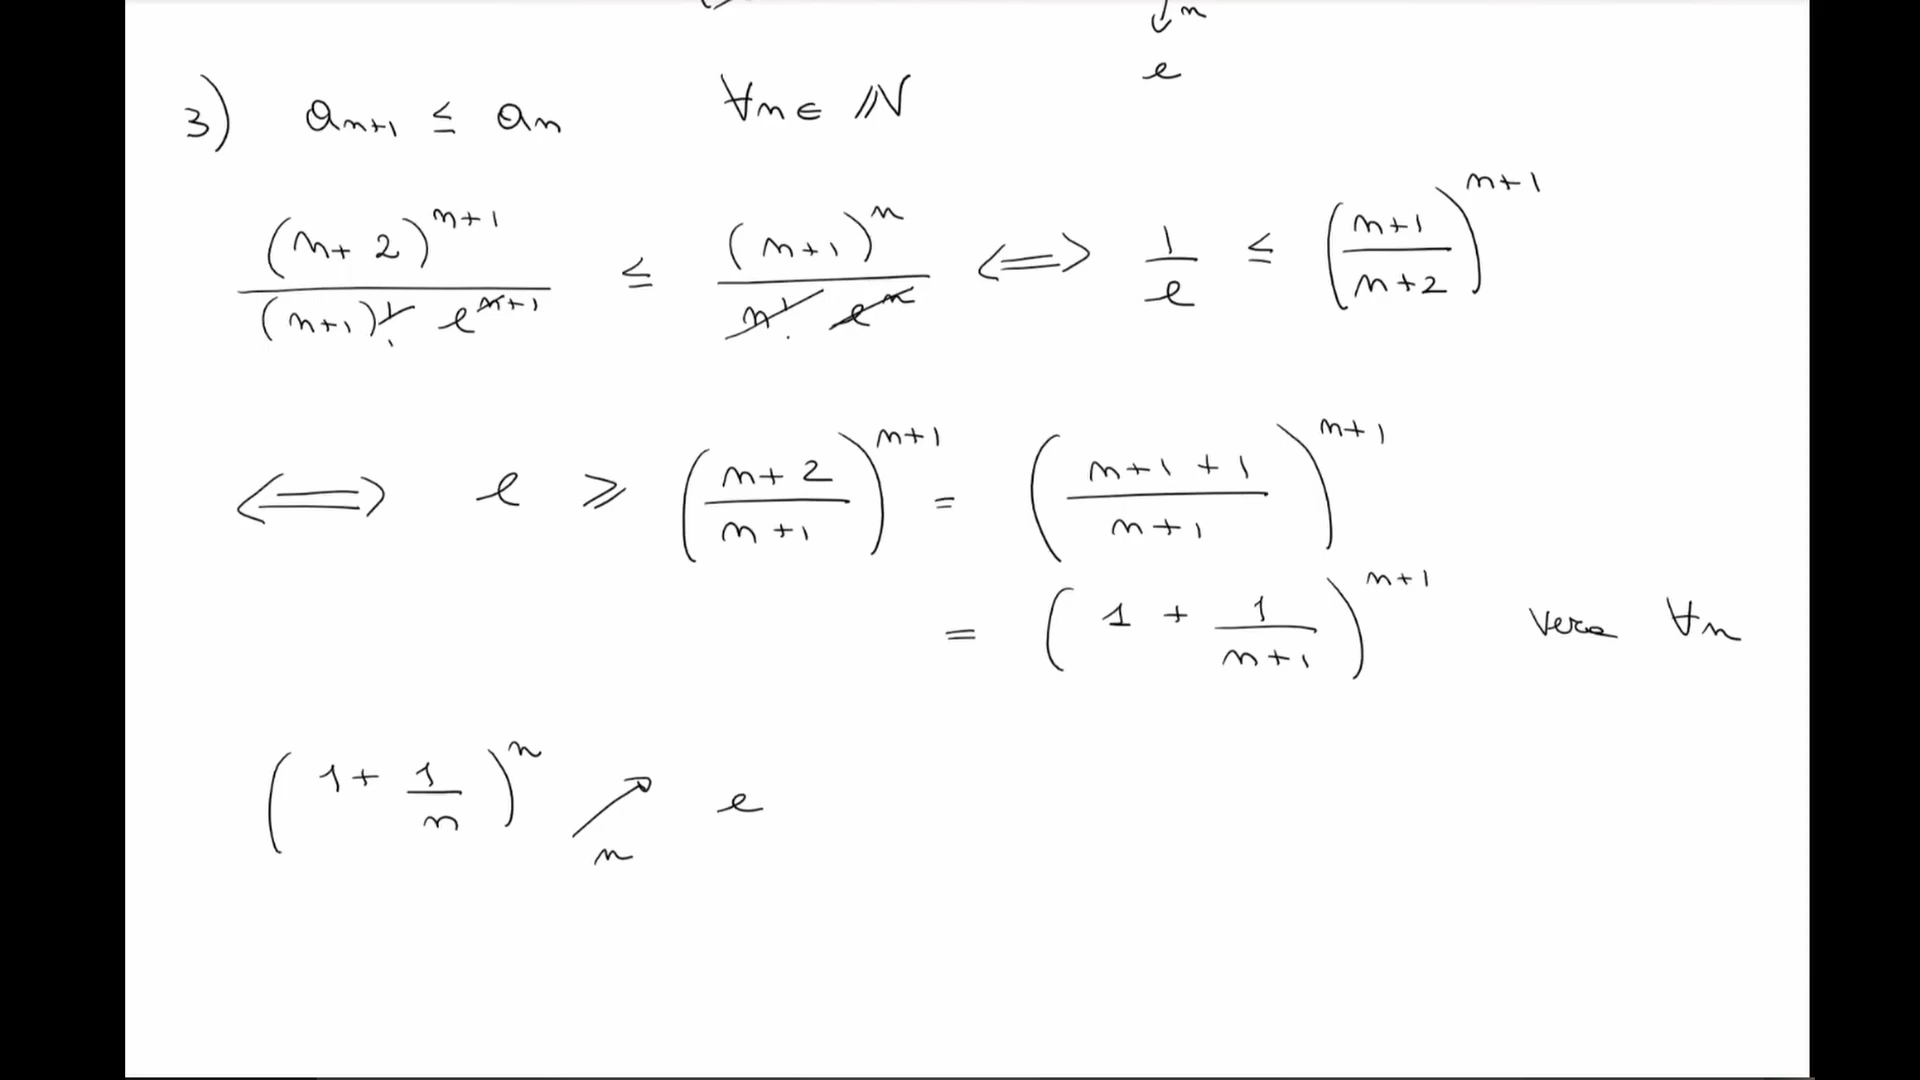 ↓n
e
3) a_{n+1} ≤ a_n ∀n ∈ ℕ
(n+2)^{n+1} / ((n+1)! e^{n+1}) ≤ (n+1)^n / (n! e^n) ⟺ 1/e ≤ ((n+1)/(n+2))^{n+1}
⟺ e ≥ ((n+2)/(n+1))^{n+1} = ((n+1+1)/(n+1))^{n+1}
= (1 + 1/(n+1))^{n+1} vera ∀n
(1 + 1/n)^n ↗_n e